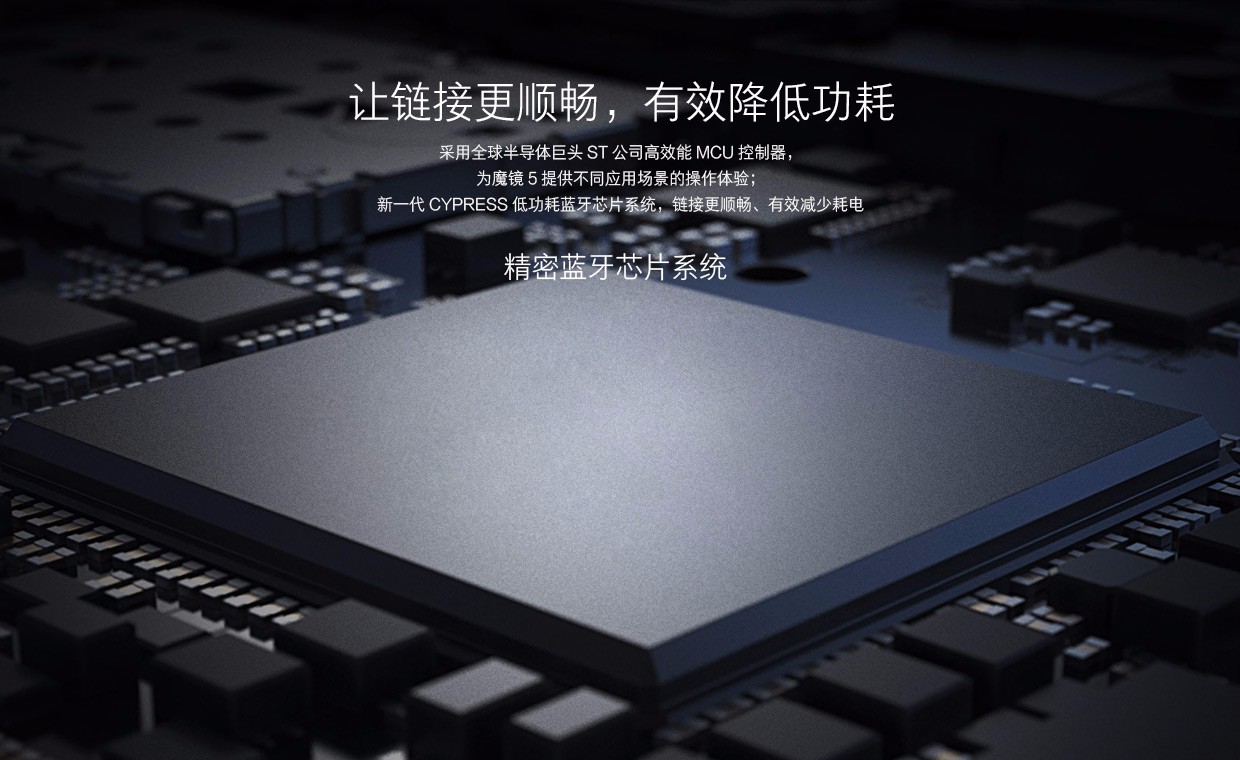 让链接更顺畅，有效降低功耗
采用全球半导体巨头 ST 公司高效能 MCU 控制器，
为魔镜 5 提供不同应用场景的操作体验；
新一代 CYPRESS 低功耗蓝牙芯片系统，链接更顺畅、有效减少耗电
精密蓝牙芯片系统